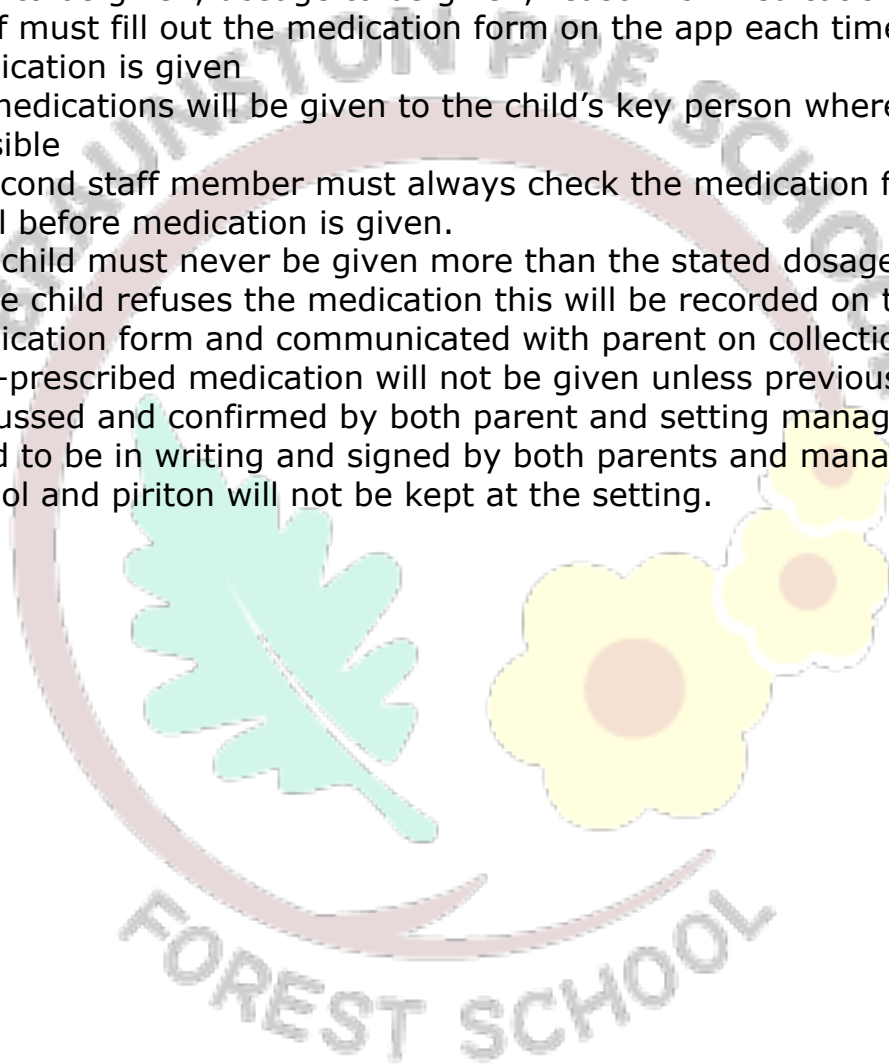 f must fill out the medication form on the app each time
ication is given
medications will be given to the child's key person where
sible
cond staff member must always check the medication f
l before medication is given.
child must never be given more than the stated dosage
e child refuses the medication this will be recorded on t
ication form and communicated with parent on collectio
-prescribed medication will not be given unless previous
ussed and confirmed by both parent and setting manag
d to be in writing and signed by both parents and mana
ol and piriton will not be kept at the setting.
BRAUNSTON PRE-SCHOOL
FOREST SCHOOL